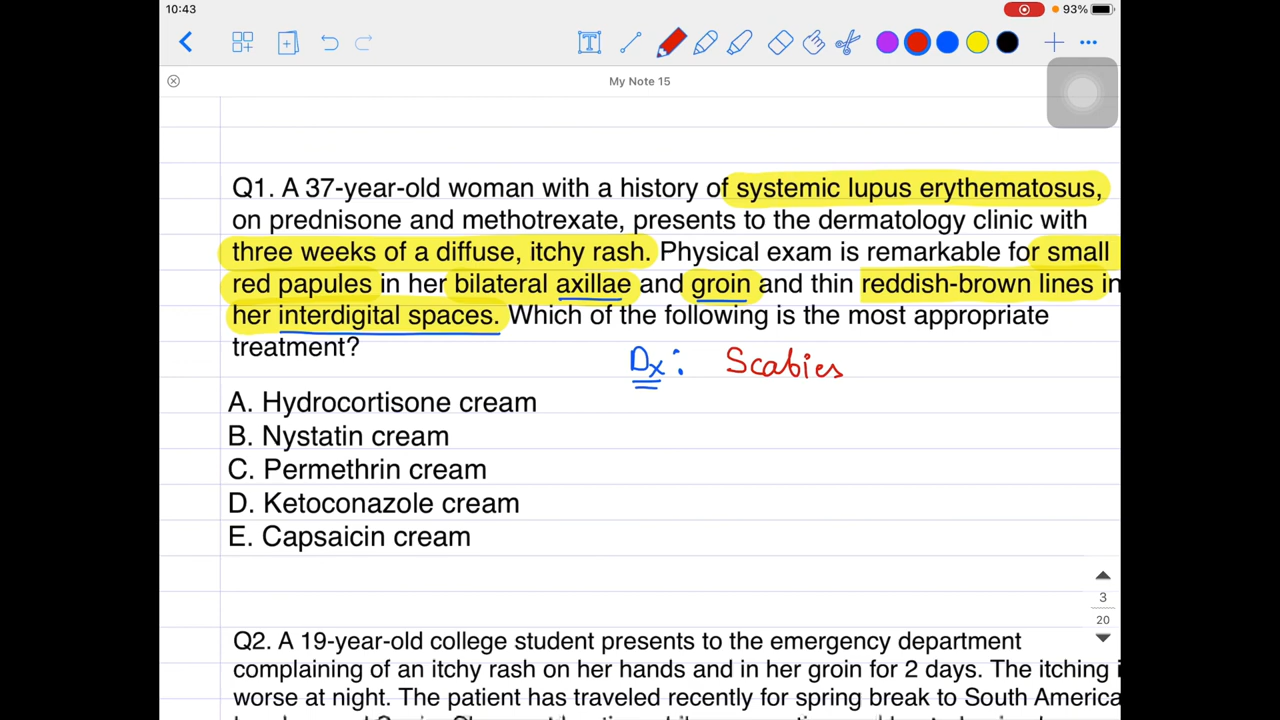 10:43
93%
My Note 15
Q1. A 37-year-old woman with a history of systemic lupus erythematosus,
on prednisone and methotrexate, presents to the dermatology clinic with
three weeks of a diffuse, itchy rash. Physical exam is remarkable for small
red papules in her bilateral axillae and groin and thin reddish-brown lines in
her interdigital spaces. Which of the following is the most appropriate
treatment?
Dx: Scabies
A. Hydrocortisone cream
B. Nystatin cream
C. Permethrin cream
D. Ketoconazole cream
E. Capsaicin cream
3
20
Q2. A 19-year-old college student presents to the emergency department
complaining of an itchy rash on her hands and in her groin for 2 days. The itching i
worse at night. The patient has traveled recently for spring break to South America